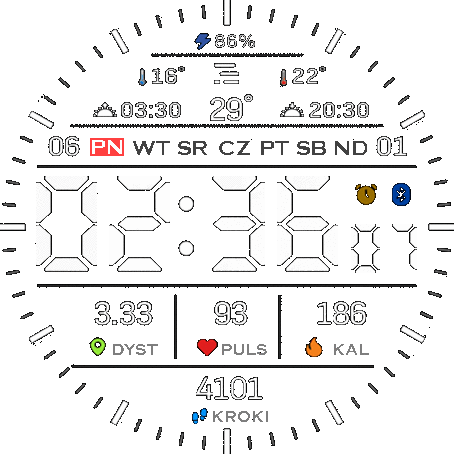 86%
16° 22°
03:30 29° 20:30
06 PN WT SR CZ PT SB ND 01
3.33 93 186
DYST PULS KAL
4101
KROKI